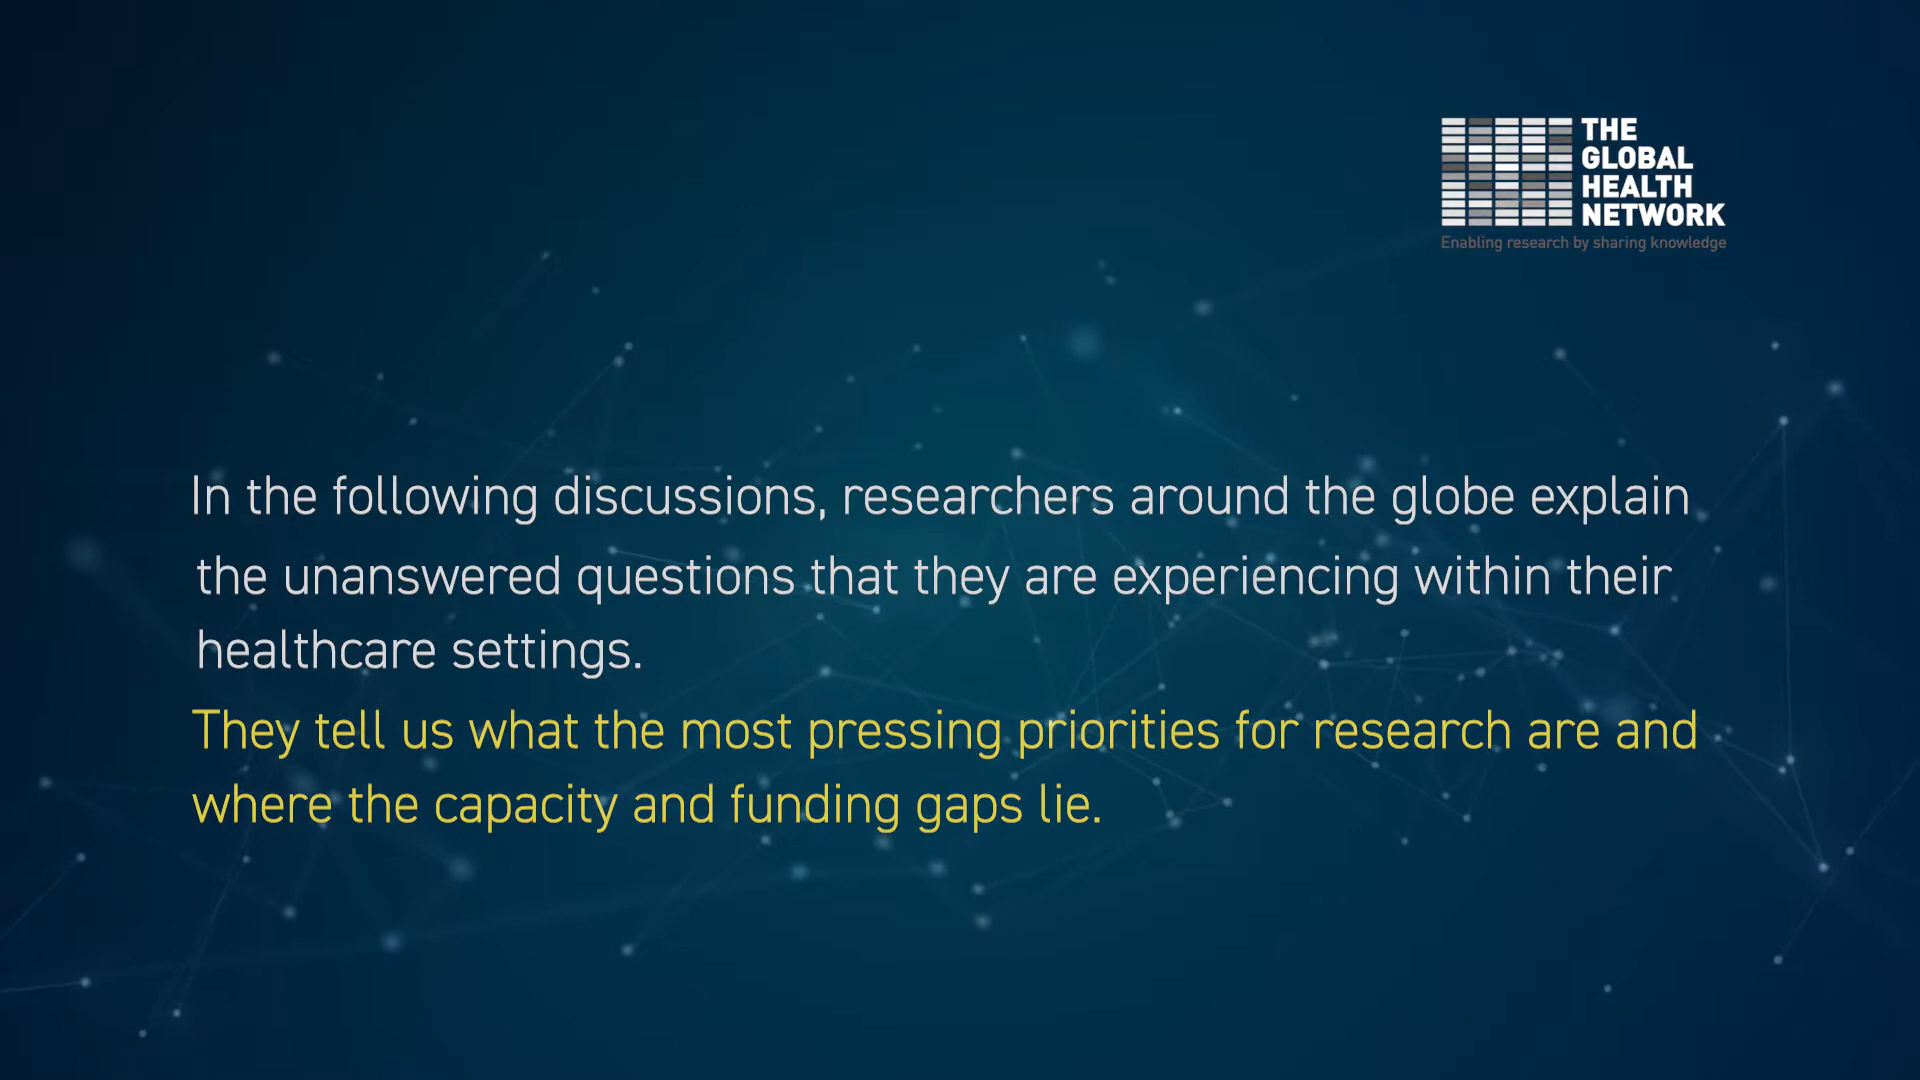 THE
GLOBAL
HEALTH
NETWORK
Enabling research by sharing knowledge
In the following discussions, researchers around the globe explain
the unanswered questions that they are experiencing within their
healthcare settings.
They tell us what the most pressing priorities for research are and
where the capacity and funding gaps lie.